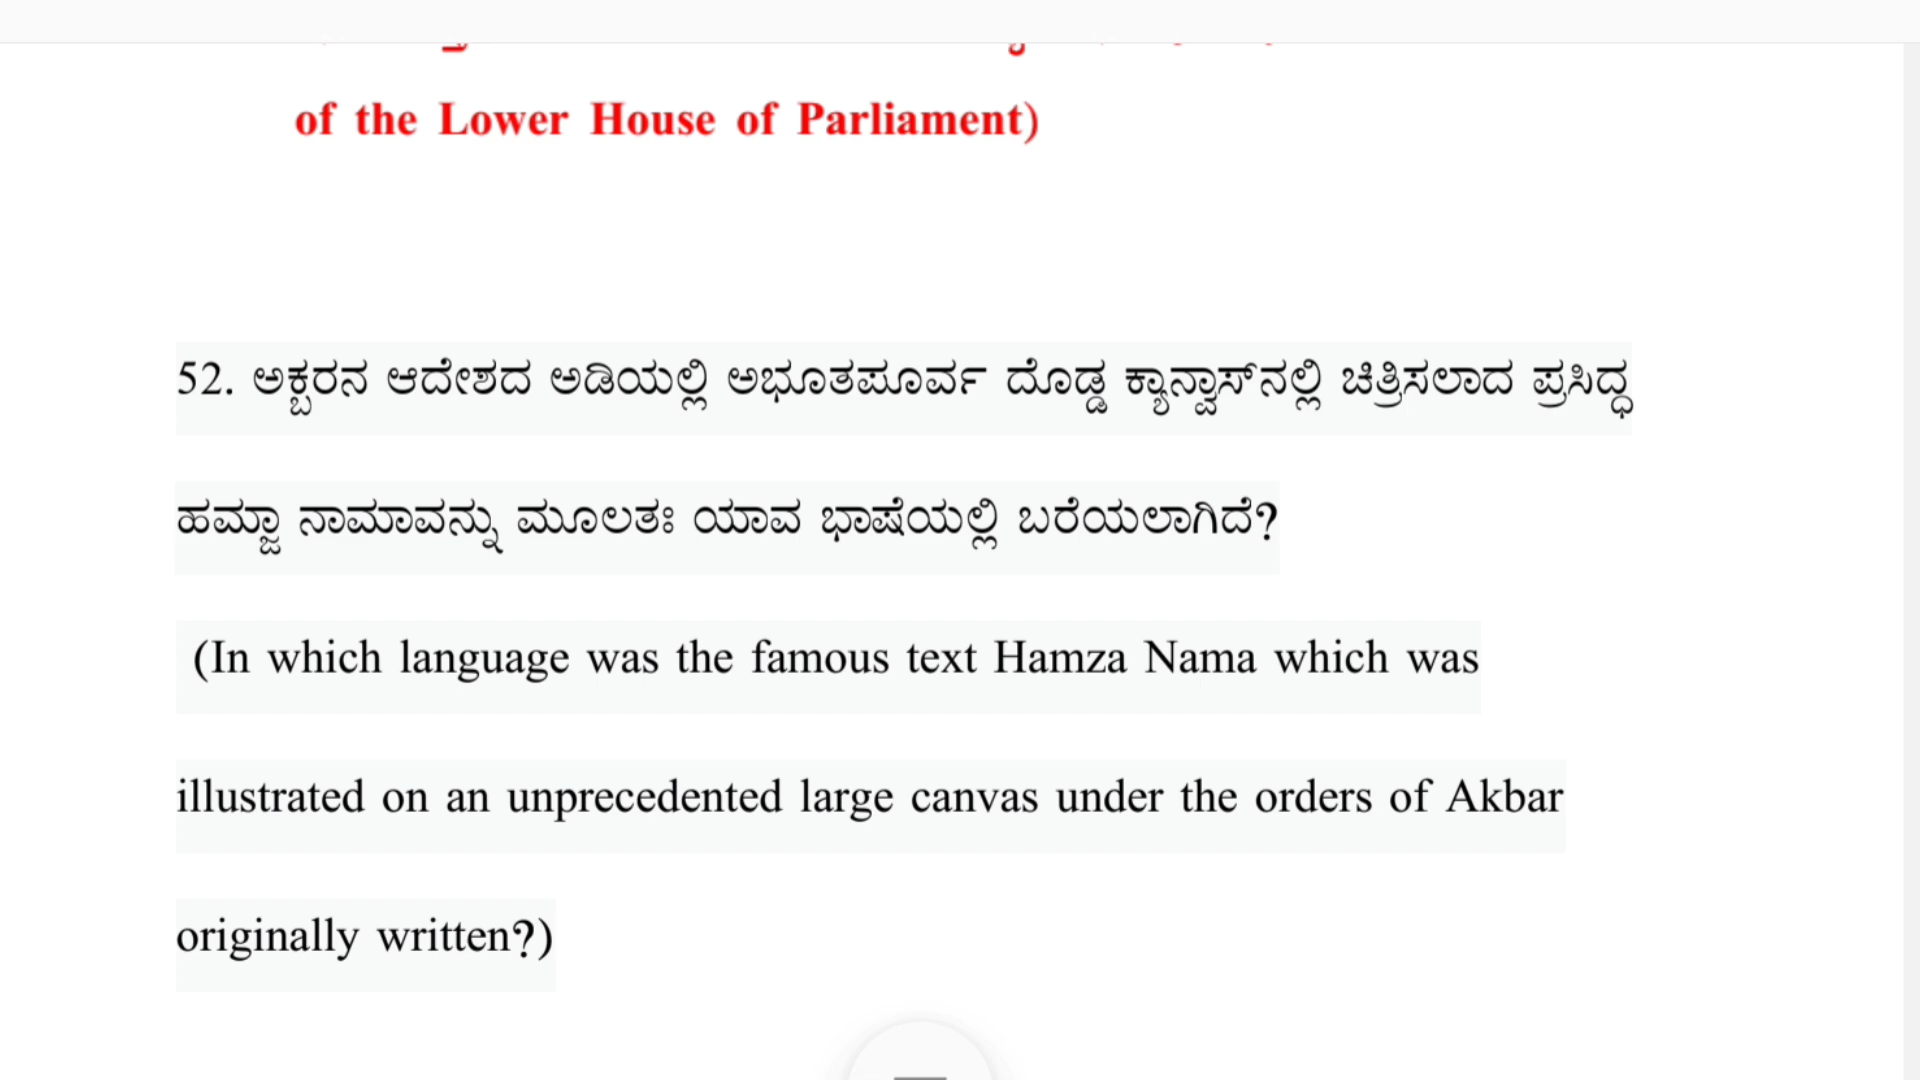 of the Lower House of Parliament)
52. ಅಕ್ಬರನ ಆದೇಶದ ಅಡಿಯಲ್ಲಿ ಅಭೂತಪೂರ್ವ ದೊಡ್ಡ ಕ್ಯಾನ್ವಾಸ್‌ನಲ್ಲಿ ಚಿತ್ರಿಸಲಾದ ಪ್ರಸಿದ್ಧ
ಹಮ್ಜಾ ನಾಮಾವನ್ನು ಮೂಲತಃ ಯಾವ ಭಾಷೆಯಲ್ಲಿ ಬರೆಯಲಾಗಿದೆ?
(In which language was the famous text Hamza Nama which was
illustrated on an unprecedented large canvas under the orders of Akbar
originally written?)